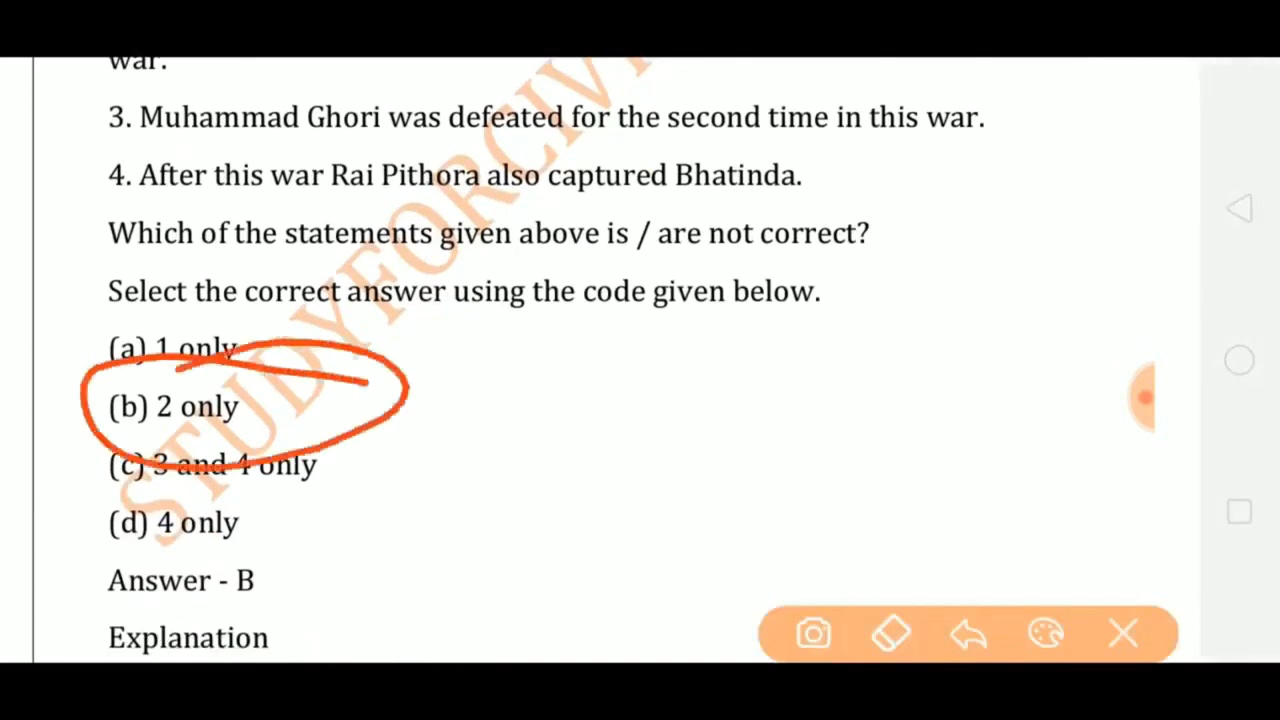 war.
3. Muhammad Ghori was defeated for the second time in this war.
4. After this war Rai Pithora also captured Bhatinda.
Which of the statements given above is / are not correct?
Select the correct answer using the code given below.
(a) 1 only
(b) 2 only
(c) 3 and 4 only
(d) 4 only
Answer - B
Explanation
STUDYFORCIV